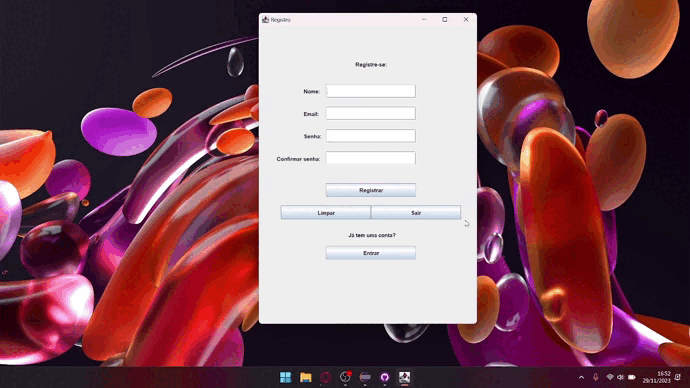 Registro
Registre-se:
Nome:
Email:
Senha:
Confirmar senha:
Registrar
Limpar Sair
Já tem uma conta?
Entrar
16:52
29/11/2023